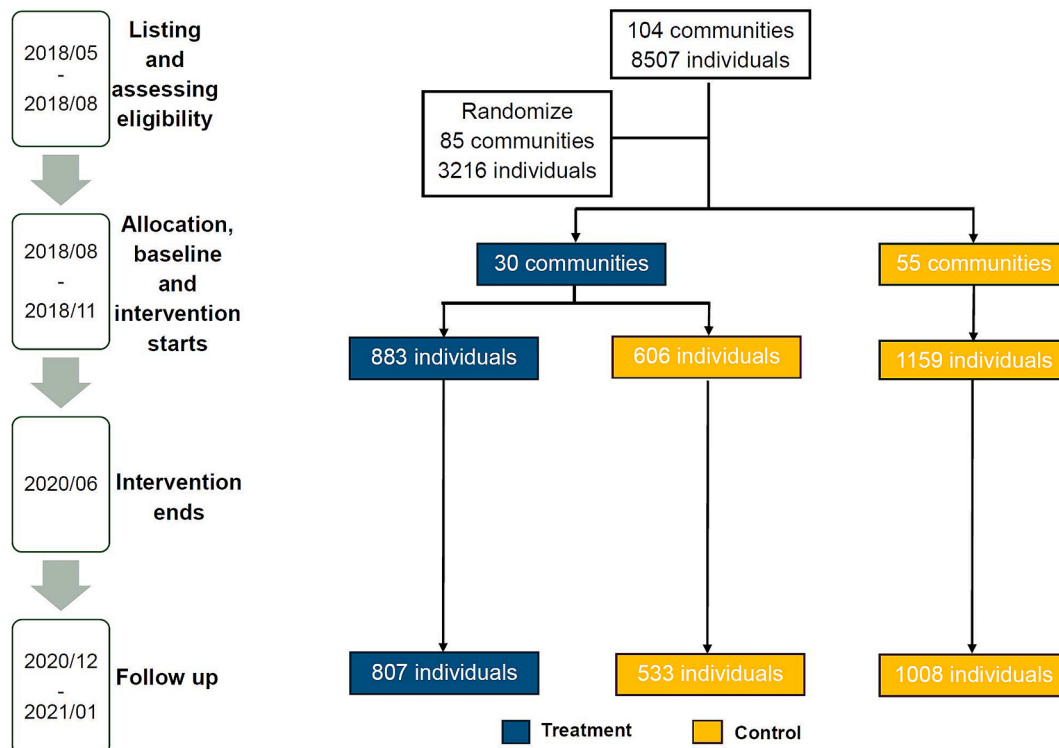 2018/05
-
2018/08
Listing
and
assessing
eligibility
104 communities
8507 individuals
Randomize
85 communities
3216 individuals
2018/08
-
2018/11
Allocation,
baseline
and
intervention
starts
30 communities
55 communities
883 individuals
606 individuals
1159 individuals
2020/06
Intervention
ends
2020/12
-
2021/01
Follow up
807 individuals
533 individuals
1008 individuals
Treatment
Control